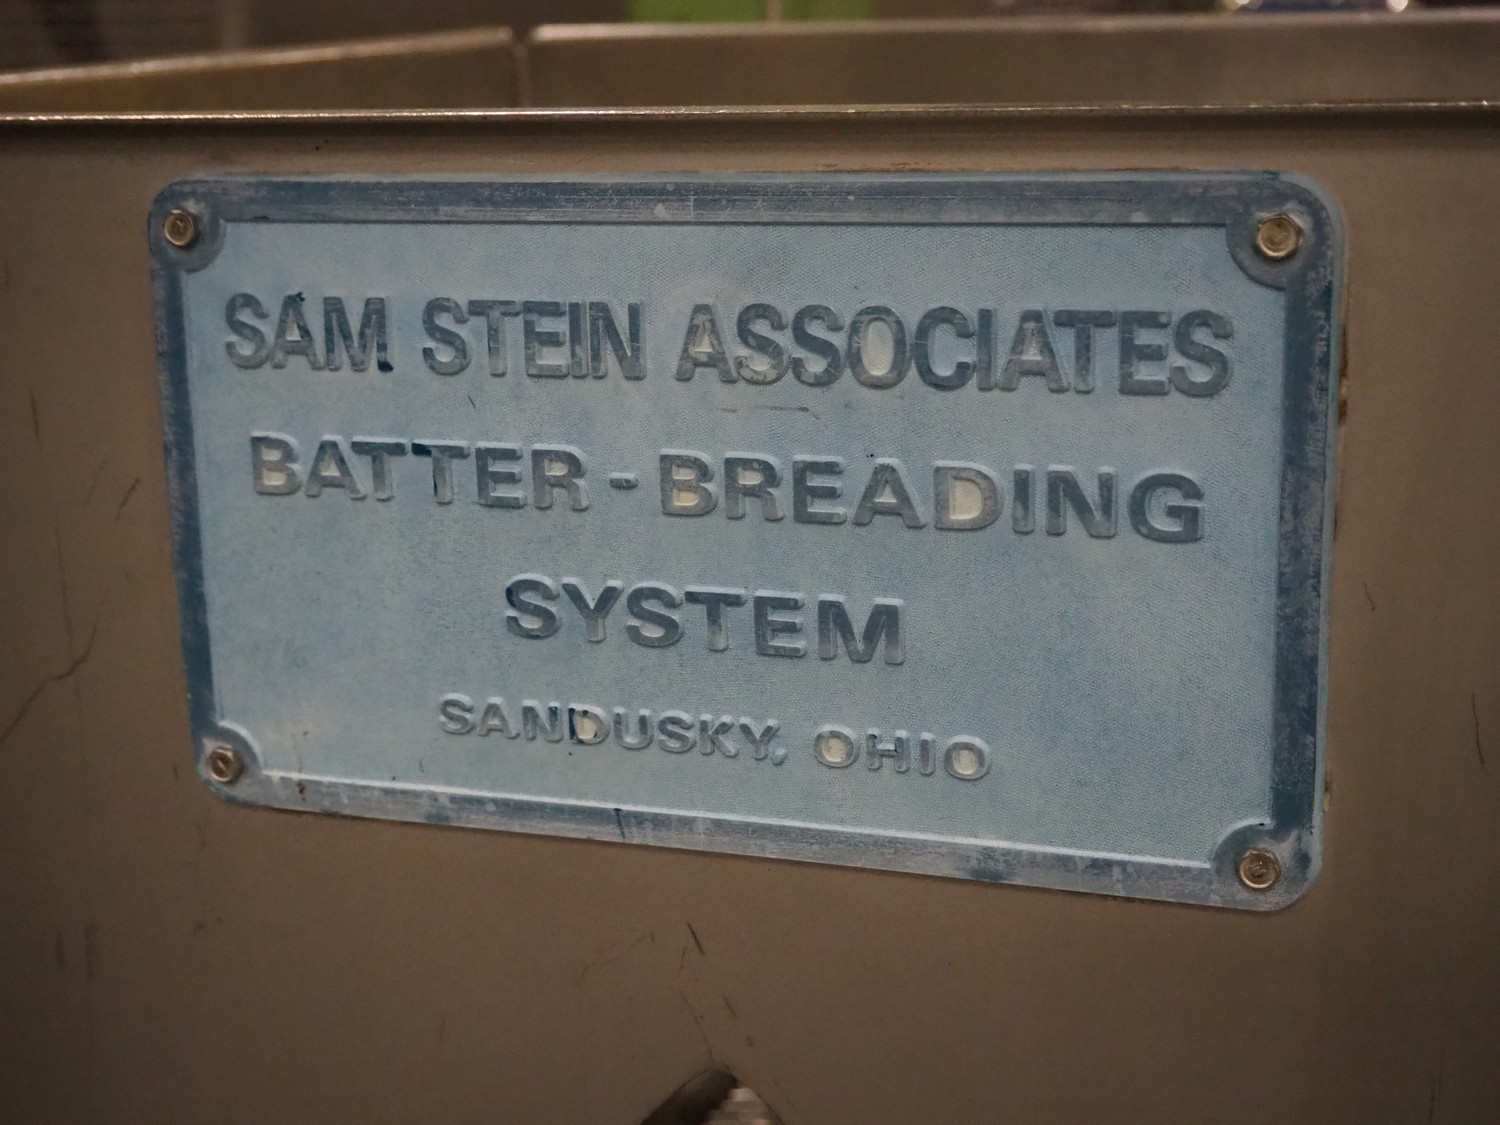 SAM STEIN ASSOCIATES
BATTER-BREADING
SYSTEM
SANDUSKY, OHIO